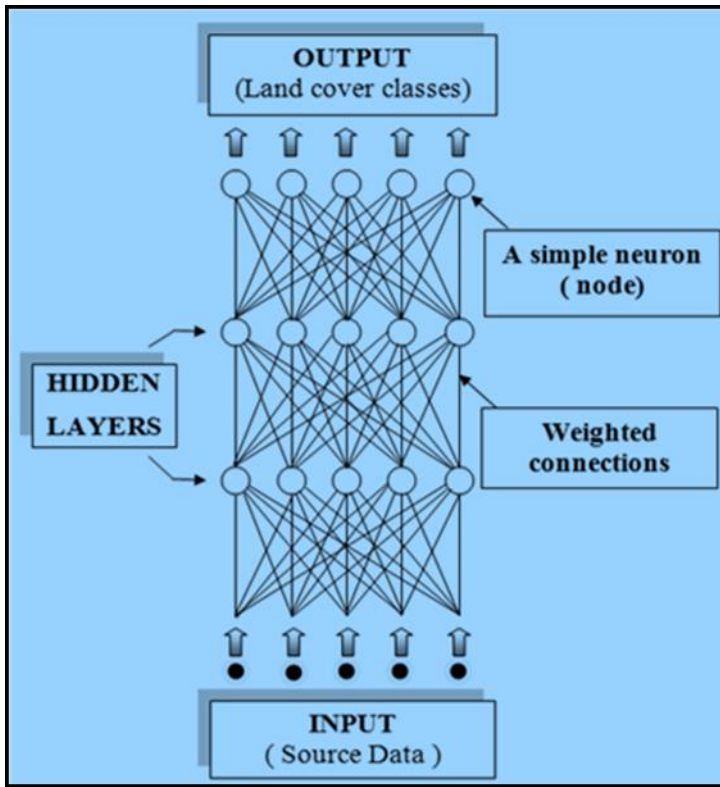 OUTPUT
(Land cover classes)
A simple neuron
( node)
HIDDEN
LAYERS
Weighted
connections
INPUT
( Source Data )